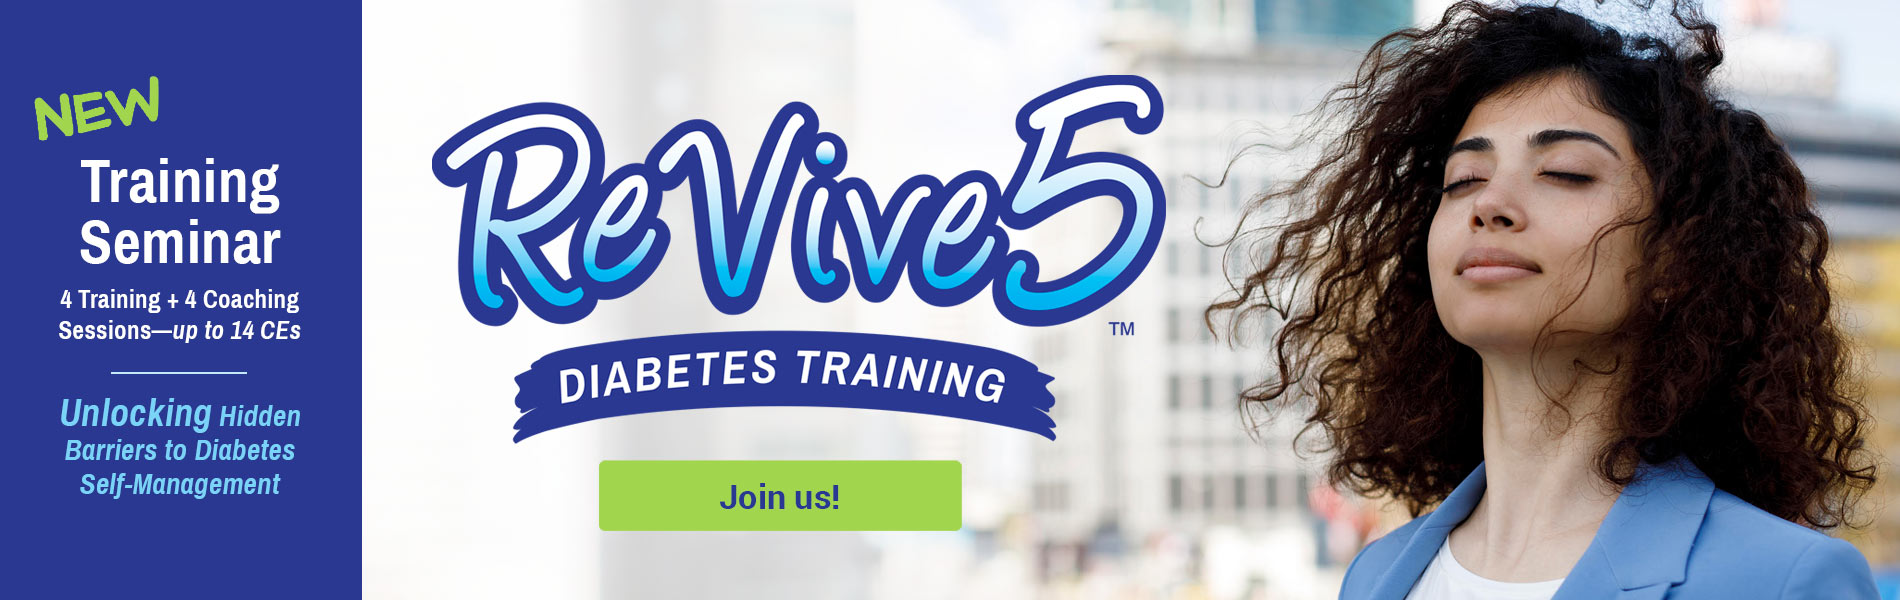 NEW
Training
Seminar
4 Training + 4 Coaching
Sessions—up to 14 CEs
Unlocking Hidden
Barriers to Diabetes
Self-Management
ReVive5
TM
DIABETES TRAINING
Join us!